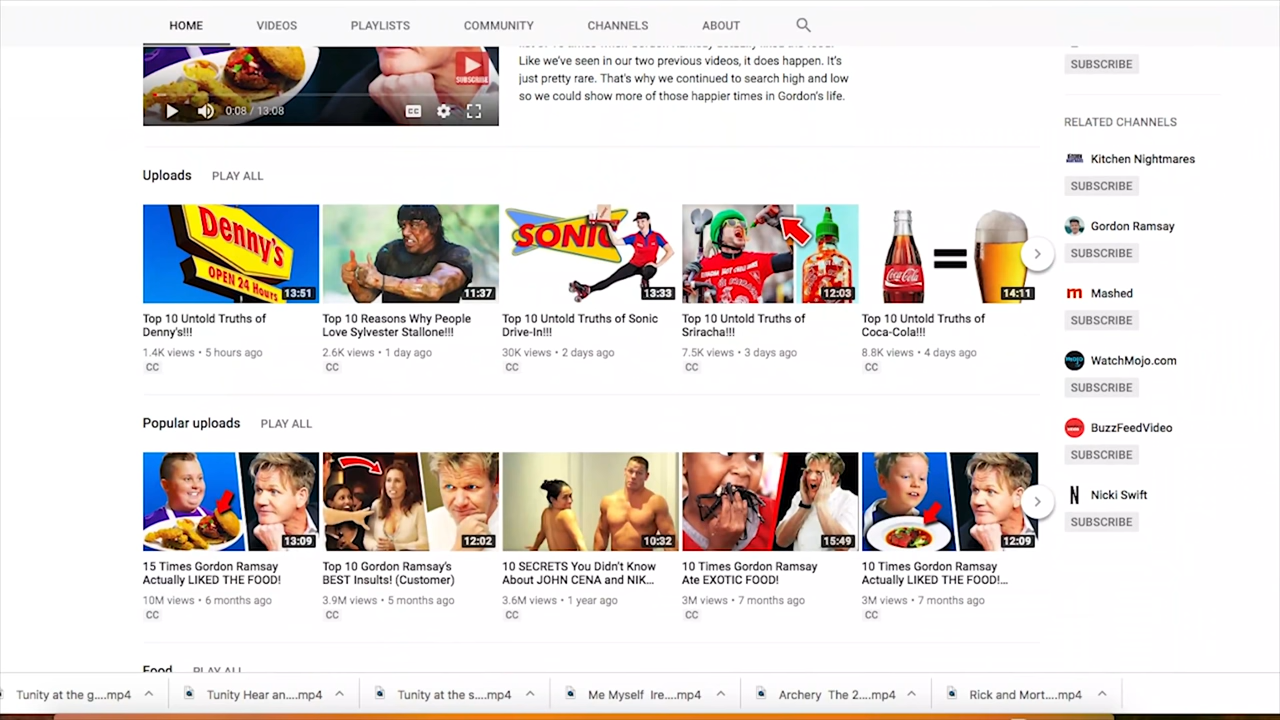 HOME VIDEOS PLAYLISTS COMMUNITY CHANNELS ABOUT
Like we've seen in our two previous videos, it does happen. It's
just pretty rare. That's why we continued to search high and low
so we could show more of those happier times in Gordon's life.
SUBSCRIBE
0:08 / 13:08
CC
SUBSCRIBE
Uploads PLAY ALL
Denny's
OPEN 24 Hours
13:51
11:37
SONIC
13:33
12:03
Coca-Cola
14:11
Top 10 Untold Truths of
Denny's!!!
1.4K views • 5 hours ago
CC
Top 10 Reasons Why People
Love Sylvester Stallone!!!
2.6K views • 1 day ago
CC
Top 10 Untold Truths of Sonic
Drive-In!!!
30K views • 2 days ago
CC
Top 10 Untold Truths of
Sriracha!!!
7.5K views • 3 days ago
CC
Top 10 Untold Truths of
Coca-Cola!!!
8.8K views • 4 days ago
CC
Popular uploads PLAY ALL
13:09
12:02
10:32
15:49
12:09
15 Times Gordon Ramsay
Actually LIKED THE FOOD!
10M views • 6 months ago
CC
Top 10 Gordon Ramsay's
BEST Insults! (Customer)
3.9M views • 5 months ago
CC
10 SECRETS You Didn't Know
About JOHN CENA and NIK...
3.6M views • 1 year ago
CC
10 Times Gordon Ramsay
Ate EXOTIC FOOD!
3M views • 7 months ago
CC
10 Times Gordon Ramsay
Actually LIKED THE FOOD!...
3M views • 7 months ago
CC
Food PLAY ALL
RELATED CHANNELS
Kitchen Nightmares
SUBSCRIBE
Gordon Ramsay
SUBSCRIBE
m Mashed
SUBSCRIBE
WatchMojo.com
SUBSCRIBE
BuzzFeedVideo
SUBSCRIBE
N Nicki Swift
SUBSCRIBE
Tunity at the g....mp4
Tunity Hear an....mp4
Tunity at the s....mp4
Me Myself Ire....mp4
Archery The 2....mp4
Rick and Mort....mp4